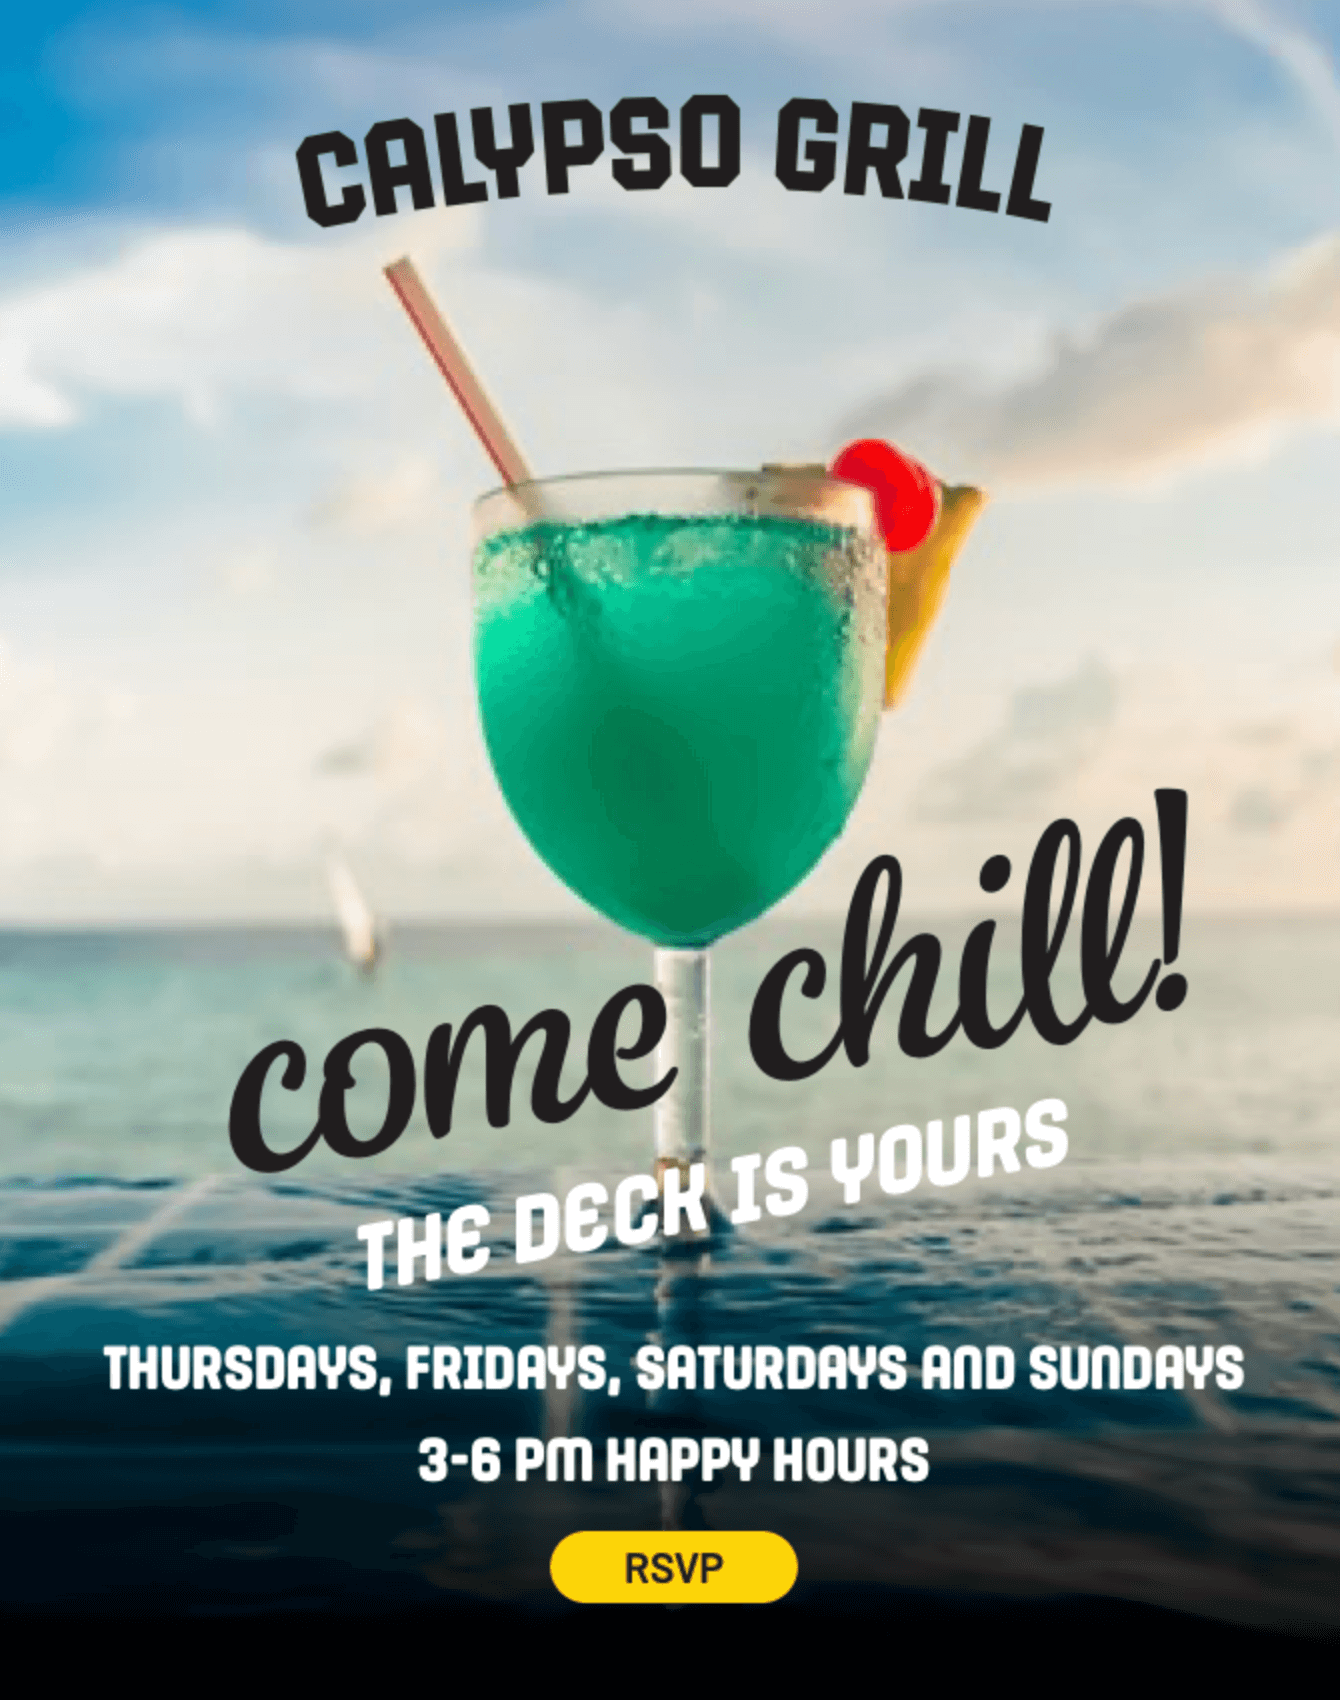 CALYPSO GRILL
come chill!
THE DECK IS YOURS
THURSDAYS, FRIDAYS, SATURDAYS AND SUNDAYS
3-6 PM HAPPY HOURS
RSVP